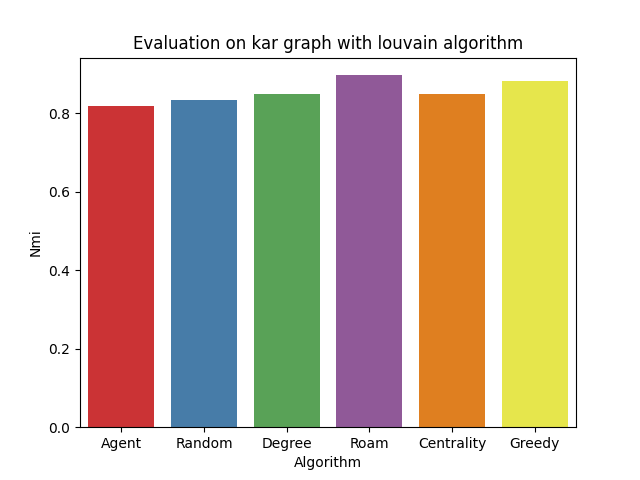 Evaluation on kar graph with louvain algorithm
Nmi
0.8
0.6
0.4
0.2
0.0
Agent Random Degree Roam Centrality Greedy
Algorithm